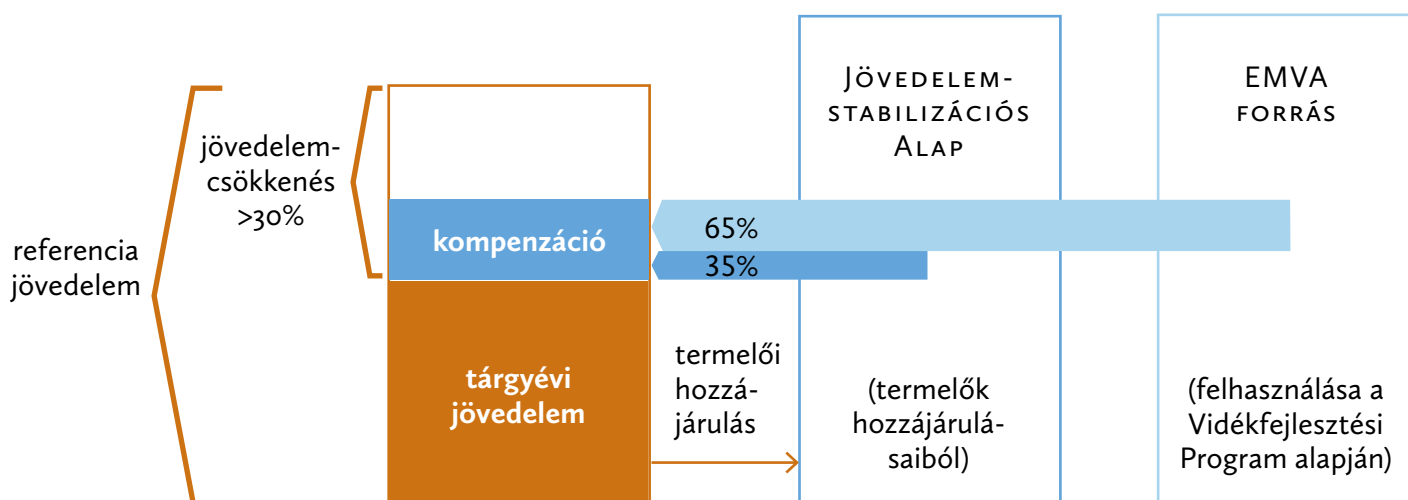 referencia
jövedelem
jövedelem-
csökkenés
>30%
kompenzáció
tárgyévi
jövedelem
65%
35%
termelői
hozzá-
járulás
Jövedelem-
stabilizációs
Alap
(termelők
hozzájárulá-
saiból)
EMVA
forrás
(felhasználása a
Vidékfejlesztési
Program alapján)